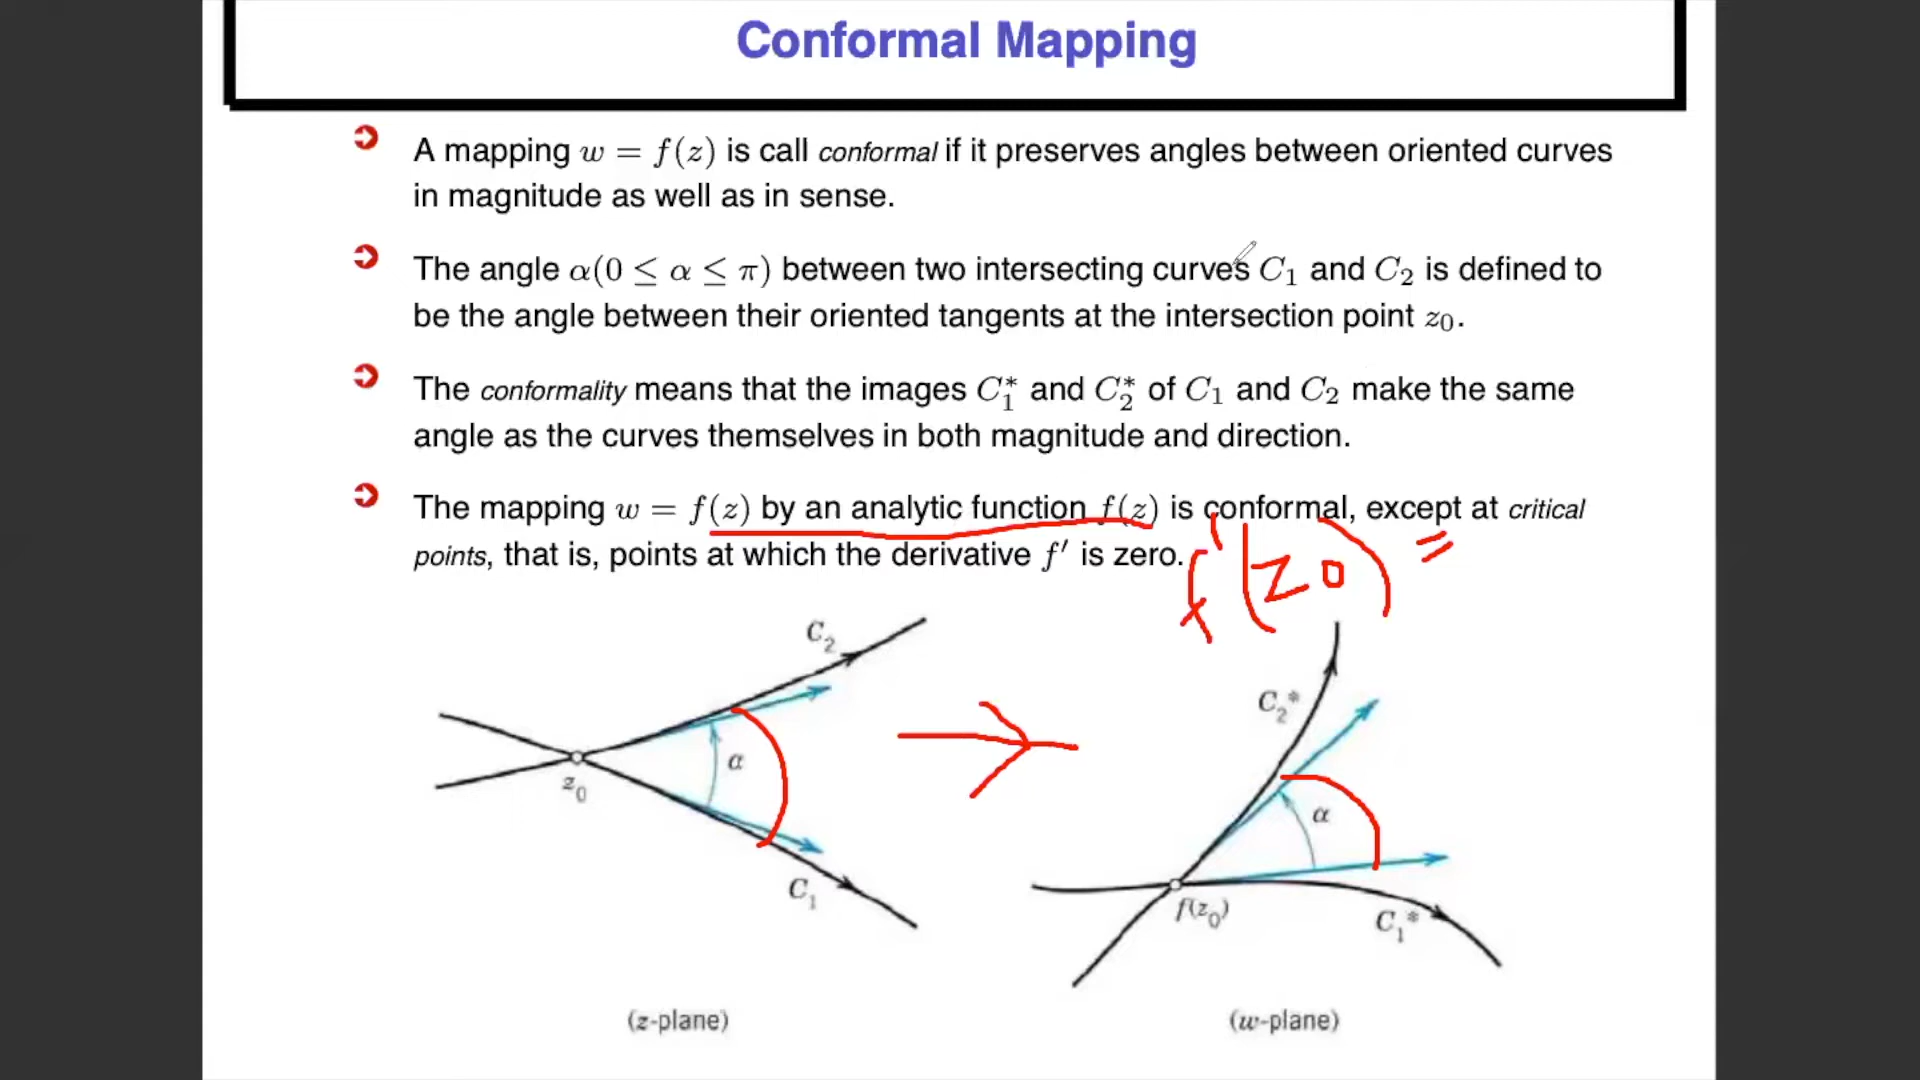 Conformal Mapping
A mapping w = f(z) is call conformal if it preserves angles between oriented curves
in magnitude as well as in sense.
The angle α(0 ≤ α ≤ π) between two intersecting curves C₁ and C₂ is defined to
be the angle between their oriented tangents at the intersection point z₀.
The conformality means that the images C₁* and C₂* of C₁ and C₂ make the same
angle as the curves themselves in both magnitude and direction.
The mapping w = f(z) by an analytic function f(z) is conformal, except at critical
points, that is, points at which the derivative f′ is zero.
f'(z0) =
C₂
α
z₀
C₁
(z-plane)
C₂*
α
f(z₀)
C₁*
(w-plane)